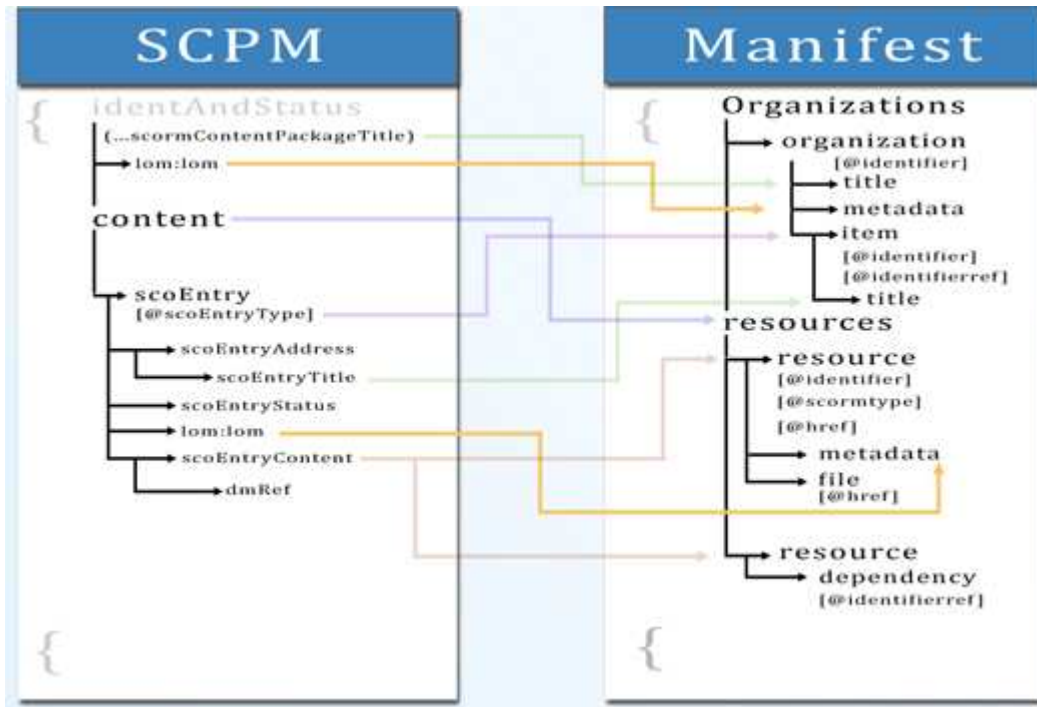 SCPM
{ identAndStatus
(...scormContentPackageTitle)
lom:lom
content
scoEntry
[@scoEntryType]
scoEntryAddress
scoEntryTitle
scoEntryStatus
lom:lom
scoEntryContent
dmRef
{
Manifest
{ Organizations
organization
[@identifier]
title
metadata
item
[@identifier]
[@identifierref]
title
resources
resource
[@identifier]
[@scormtype]
[@href]
metadata
file
[@href]
resource
dependency
[@identifierref]
{